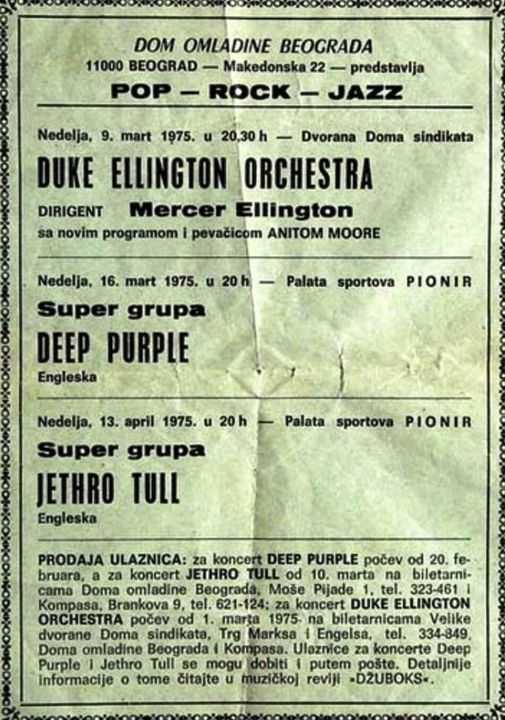 DOM OMLADINE BEOGRADA
11000 BEOGRAD — Makedonska 22 — predstavlja
POP — ROCK — JAZZ
Nedelja, 9. mart 1975. u 20,30 h — Dvorana Doma sindikata
DUKE ELLINGTON ORCHESTRA
DIRIGENT Mercer Ellington
sa novim programom i pevačicom ANITOM MOORE
Nedelja, 16. mart 1975. u 20 h — Palata sportova PIONIR
Super grupa
DEEP PURPLE
Engleska
Nedelja, 13. april 1975. u 20 h — Palata sportova PIONIR
Super grupa
JETHRO TULL
Engleska
PRODAJA ULAZNICA: za koncert DEEP PURPLE počev od 20. fe-
bruara, a za koncert JETHRO TULL od 10. marta na biletarni-
cama Doma omladine Beograda, Moše Pijade 1, tel. 323-461 i
Kompasa, Brankova 9, tel. 621-124; za koncert DUKE ELLINGTON
ORCHESTRA počev od 1. marta 1975 na biletarnicama Velike
dvorane Doma sindikata, Trg Marksa i Engelsa, tel. 334-849,
Doma omladine Beograda i Kompasa. Ulaznice za koncerte Deep
Purple i Jethro Tull se mogu dobiti i putem pošte. Detaljnije
informacije o tome čitajte u muzičkoj reviji »DŽUBOKS«.